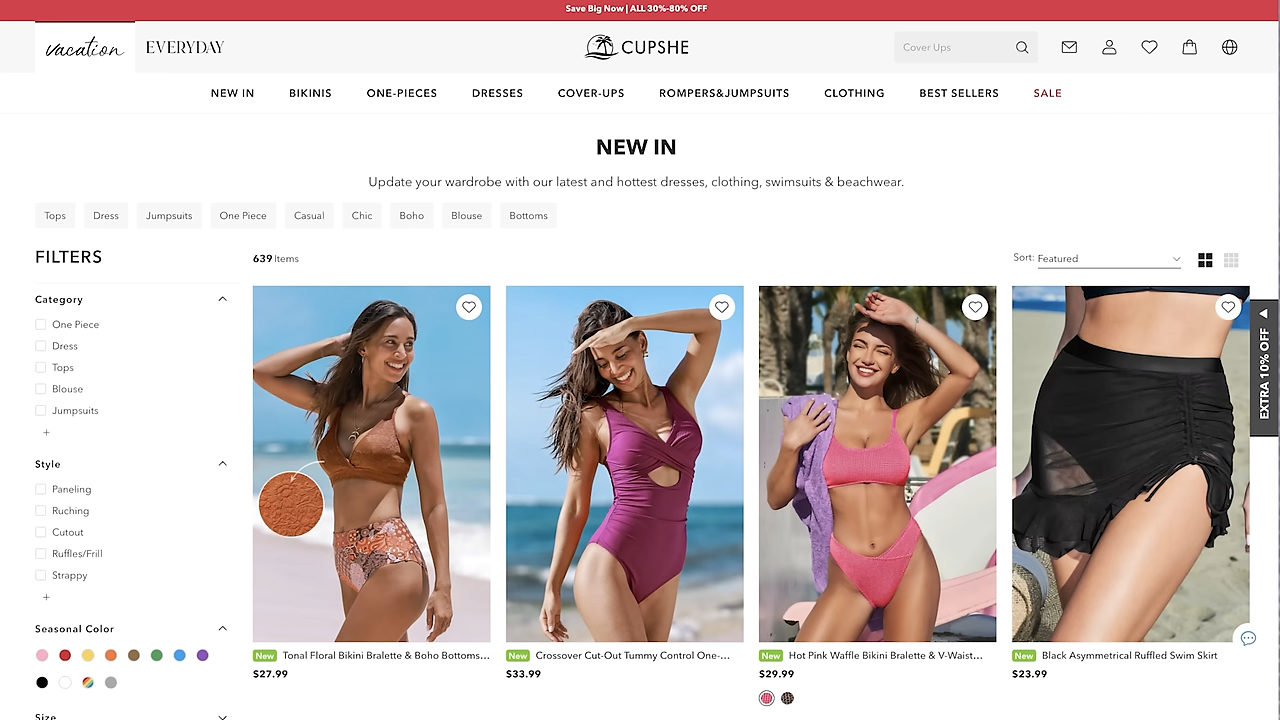 Save Big Now | ALL 30%-80% OFF
vacation
EVERYDAY
CUPSHE
Cover Ups
NEW IN
BIKINIS
ONE-PIECES
DRESSES
COVER-UPS
ROMPERS&JUMPSUITS
CLOTHING
BEST SELLERS
SALE
NEW IN
Update your wardrobe with our latest and hottest dresses, clothing, swimsuits & beachwear.
Tops
Dress
Jumpsuits
One Piece
Casual
Chic
Boho
Blouse
Bottoms
FILTERS
639 Items
Sort: Featured
Category
One Piece
Dress
Tops
Blouse
Jumpsuits
+
Style
Paneling
Ruching
Cutout
Ruffles/Frill
Strappy
+
Seasonal Color
Size
EXTRA 10% OFF
New Tonal Floral Bikini Bralette & Boho Bottoms...
$27.99
New Crossover Cut-Out Tummy Control One-...
$33.99
New Hot Pink Waffle Bikini Bralette & V-Waist...
$29.99
New Black Asymmetrical Ruffled Swim Skirt
$23.99